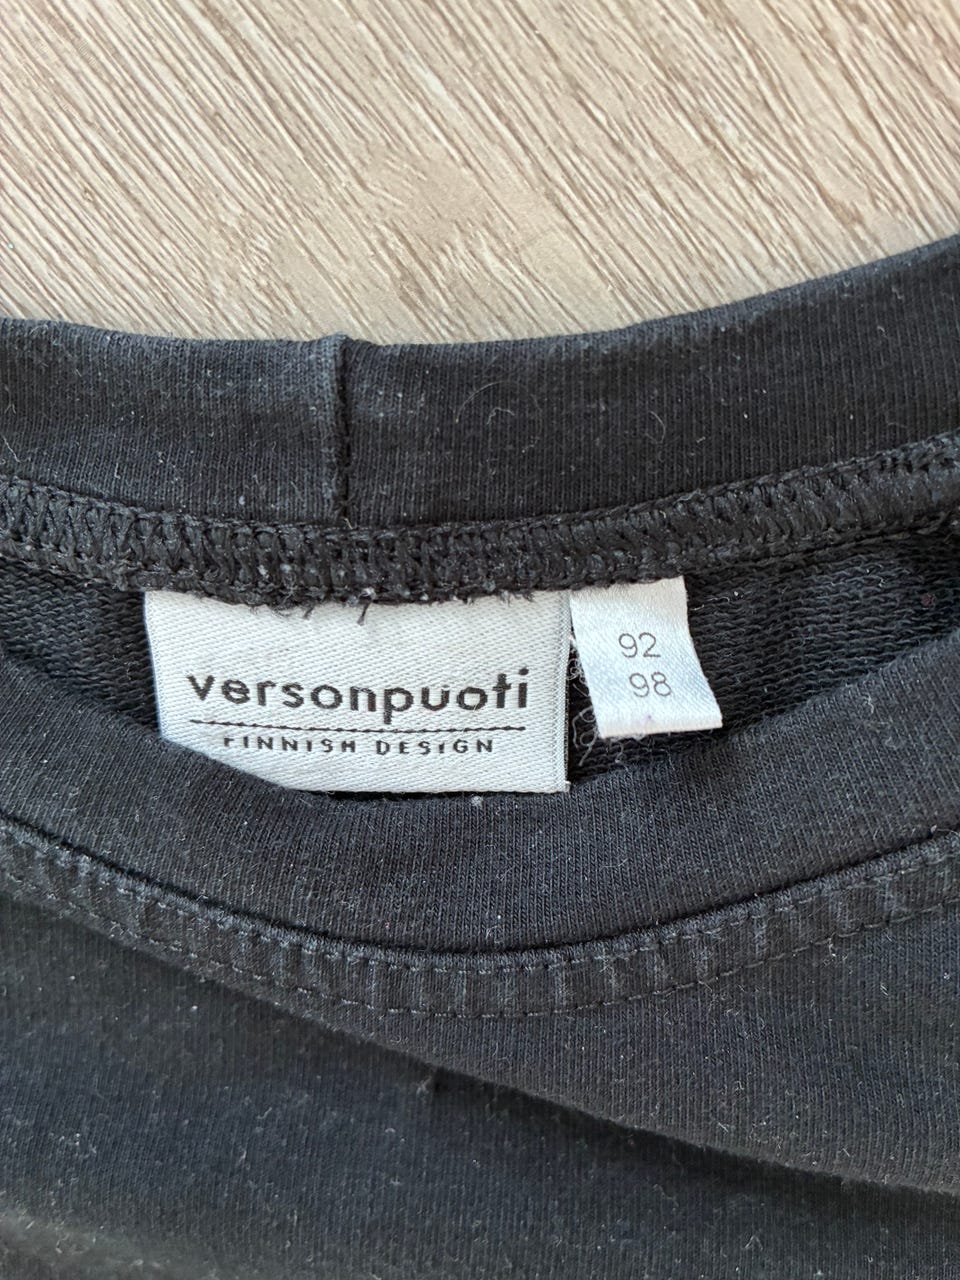 versonpuoti
FINNISH DESIGN
92
98